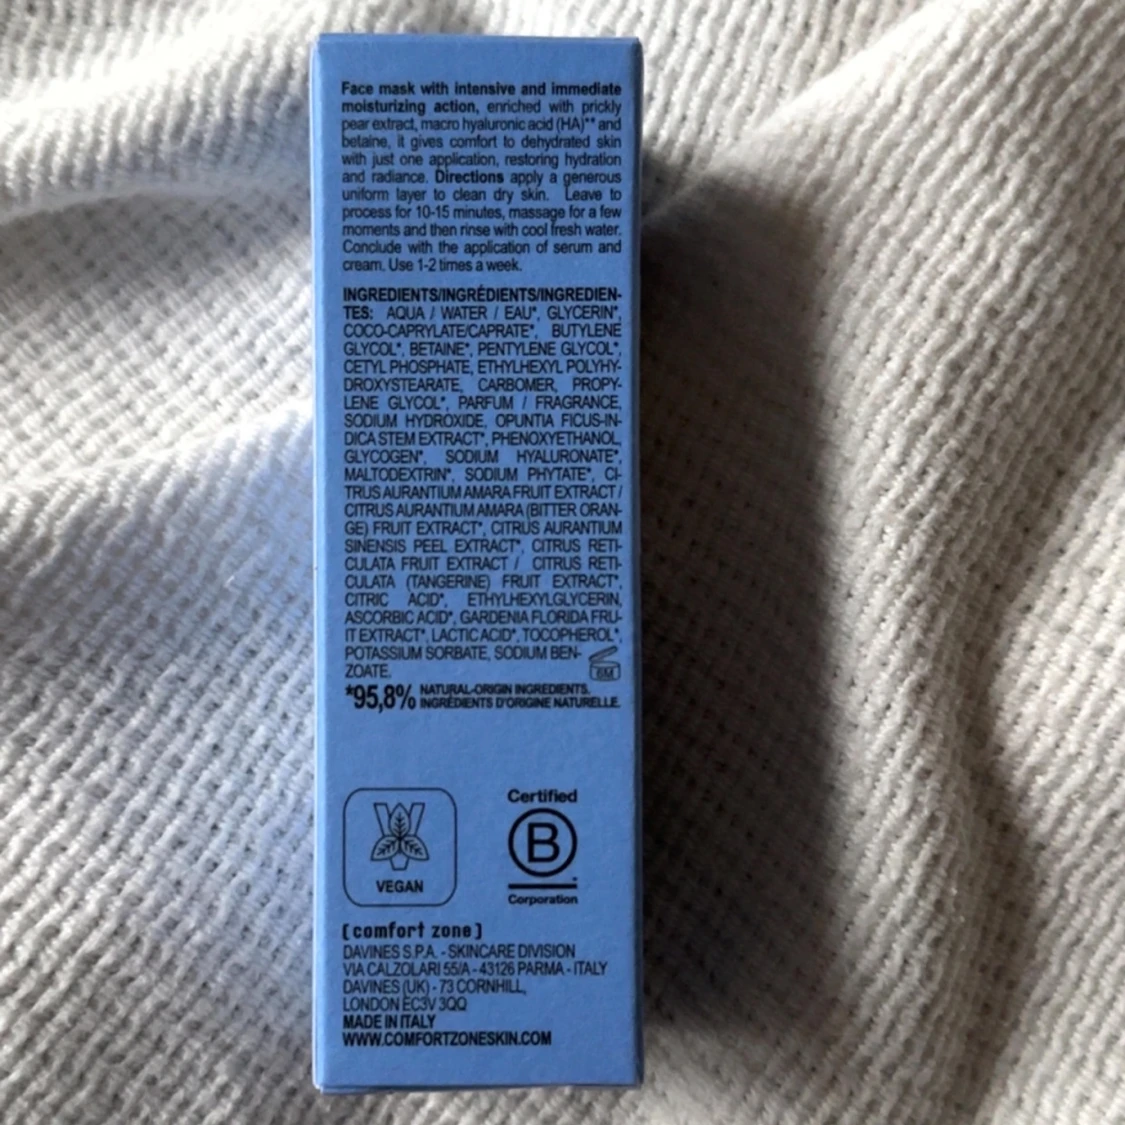 Face mask with intensive and immediate
moisturizing action, enriched with prickly
pear extract, macro hyaluronic acid (HA)** and
betaine, it gives comfort to dehydrated skin
with just one application, restoring hydration
and radiance. Directions apply a generous
uniform layer to clean dry skin. Leave to
process for 10-15 minutes, massage for a few
moments and then rinse with cool fresh water.
Conclude with the application of serum and
cream. Use 1-2 times a week.
INGREDIENTS/INGRÉDIENTS/INGREDIEN-
TES: AQUA / WATER / EAU*, GLYCERIN*,
COCO-CAPRYLATE/CAPRATE*, BUTYLENE
GLYCOL*, BETAINE*, PENTYLENE GLYCOL*,
CETYL PHOSPHATE, ETHYLHEXYL POLYHY-
DROXYSTEARATE, CARBOMER, PROPY-
LENE GLYCOL*, PARFUM / FRAGRANCE,
SODIUM HYDROXIDE, OPUNTIA FICUS-IN-
DICA STEM EXTRACT*, PHENOXYETHANOL,
GLYCOGEN*, SODIUM HYALURONATE*,
MALTODEXTRIN*, SODIUM PHYTATE*, CI-
TRUS AURANTIUM AMARA FRUIT EXTRACT /
CITRUS AURANTIUM AMARA (BITTER ORAN-
GE) FRUIT EXTRACT*, CITRUS AURANTIUM
SINENSIS PEEL EXTRACT*, CITRUS RETI-
CULATA FRUIT EXTRACT / CITRUS RETI-
CULATA (TANGERINE) FRUIT EXTRACT*,
CITRIC ACID*, ETHYLHEXYLGLYCERIN,
ASCORBIC ACID*, GARDENIA FLORIDA FRU-
IT EXTRACT*, LACTIC ACID*, TOCOPHEROL*,
POTASSIUM SORBATE, SODIUM BEN-
ZOATE.
6M
*95,8% NATURAL-ORIGIN INGREDIENTS.
INGRÉDIENTS D'ORIGINE NATURELLE.
VEGAN
Certified
B
Corporation
[ comfort zone ]
DAVINES S.P.A. - SKINCARE DIVISION
VIA CALZOLARI 55/A - 43126 PARMA - ITALY
DAVINES (UK) - 73 CORNHILL,
LONDON EC3V 3QQ
MADE IN ITALY
WWW.COMFORTZONESKIN.COM